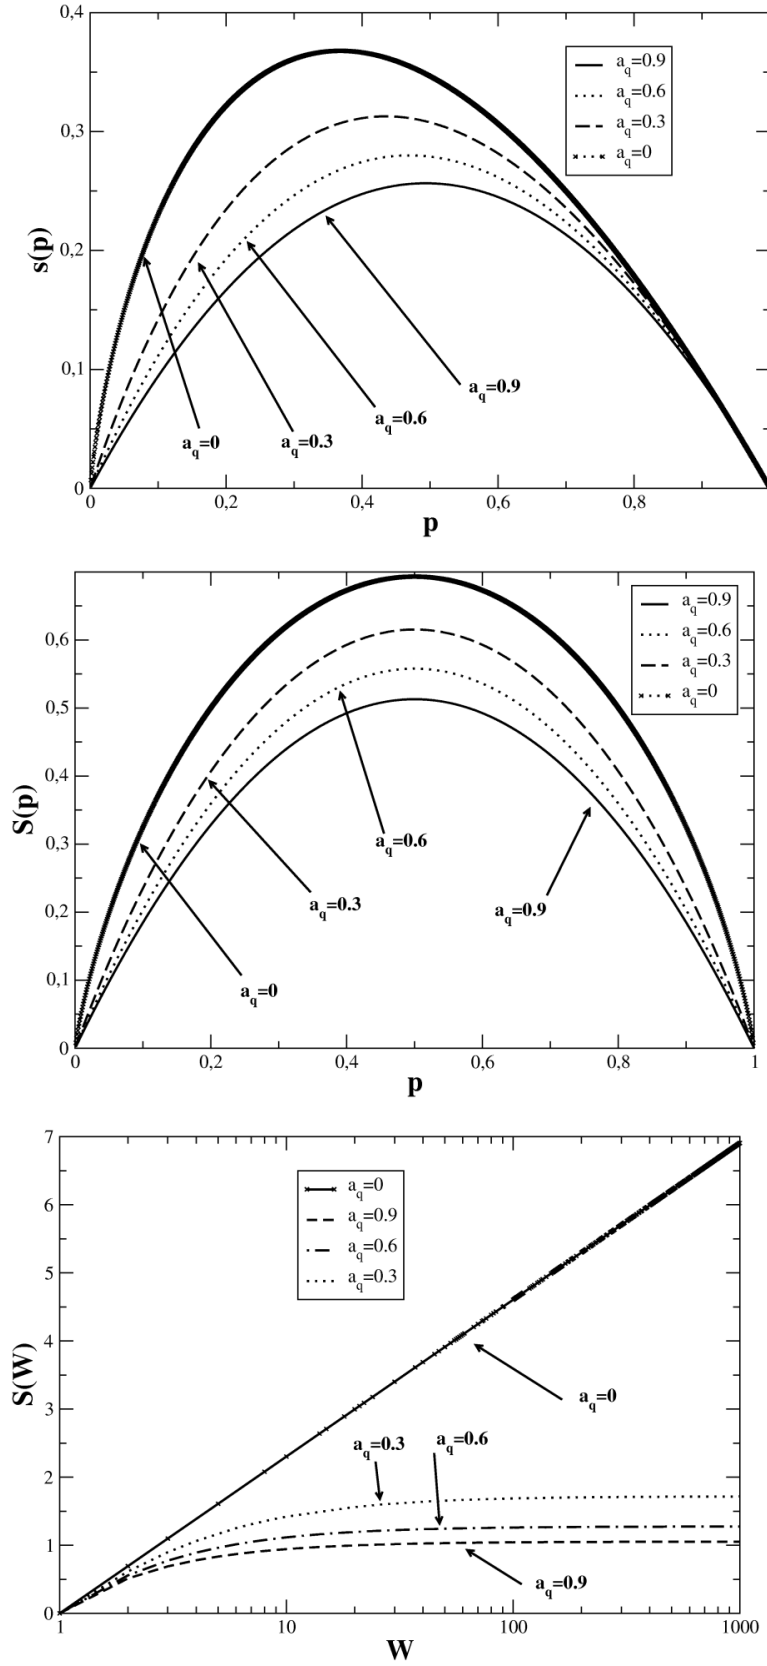 0,4
0,3
0,2
0,1
0
s(p)
a_q=0.9
a_q=0.6
a_q=0.3
a_q=0
a_q=0.9
a_q=0.6
a_q=0.3
a_q=0
0
0,2
0,4
0,6
0,8
p
0,6
0,5
0,4
0,3
0,2
0,1
0
S(p)
a_q=0.9
a_q=0.6
a_q=0.3
a_q=0
a_q=0.6
a_q=0.3
a_q=0.9
a_q=0
0
0,2
0,4
0,6
0,8
1
p
7
6
5
4
3
2
1
0
S(W)
a_q=0
a_q=0.9
a_q=0.6
a_q=0.3
a_q=0
a_q=0.3
a_q=0.6
a_q=0.9
1
10
100
1000
W